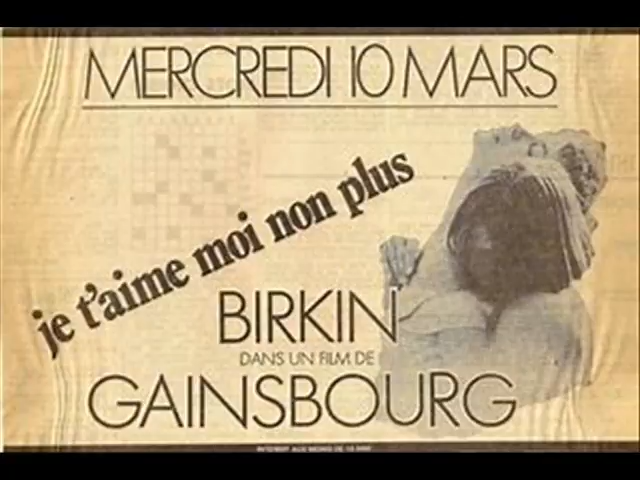 MERCREDI 10 MARS
je t'aime moi non plus
BIRKIN
DANS UN FILM DE
GAINSBOURG